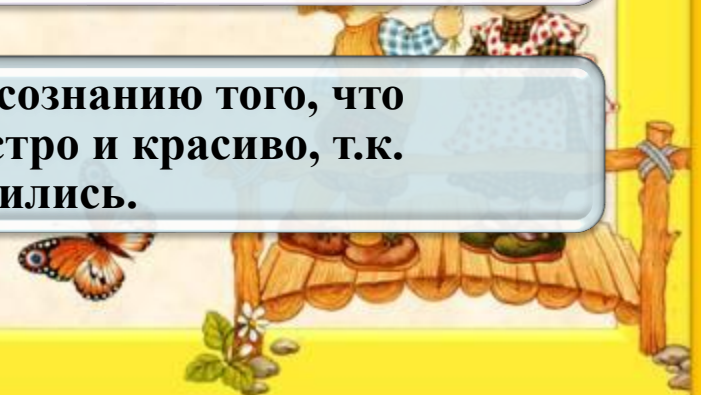 сознанию того, что
стро и красиво, т.к.
ились.